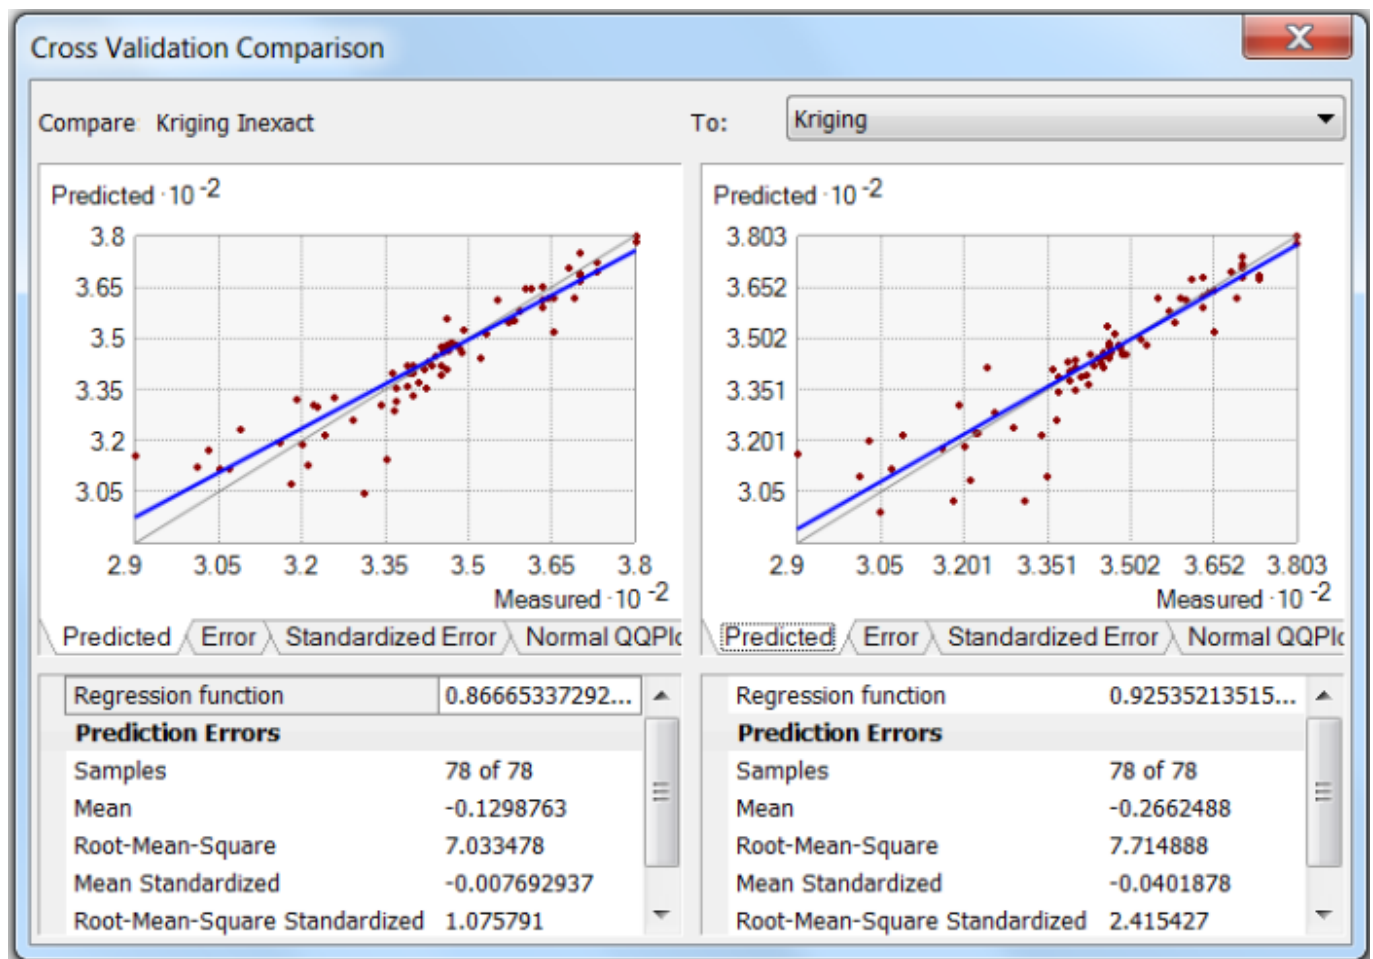 Cross Validation Comparison
X
Compare Kriging Inexact
To: Kriging
Predicted · 10 -2
3.8
3.65
3.5
3.35
3.2
3.05
2.9 3.05 3.2 3.35 3.5 3.65 3.8
Measured · 10 -2
Predicted Error Standardized Error Normal QQPlo
Predicted · 10 -2
3.803
3.652
3.502
3.351
3.201
3.05
2.9 3.05 3.201 3.351 3.502 3.652 3.803
Measured · 10 -2
Predicted Error Standardized Error Normal QQPlo
Regression function 0.86665337292...
Prediction Errors
Samples 78 of 78
Mean -0.1298763
Root-Mean-Square 7.033478
Mean Standardized -0.007692937
Root-Mean-Square Standardized 1.075791
Regression function 0.92535213515...
Prediction Errors
Samples 78 of 78
Mean -0.2662488
Root-Mean-Square 7.714888
Mean Standardized -0.0401878
Root-Mean-Square Standardized 2.415427